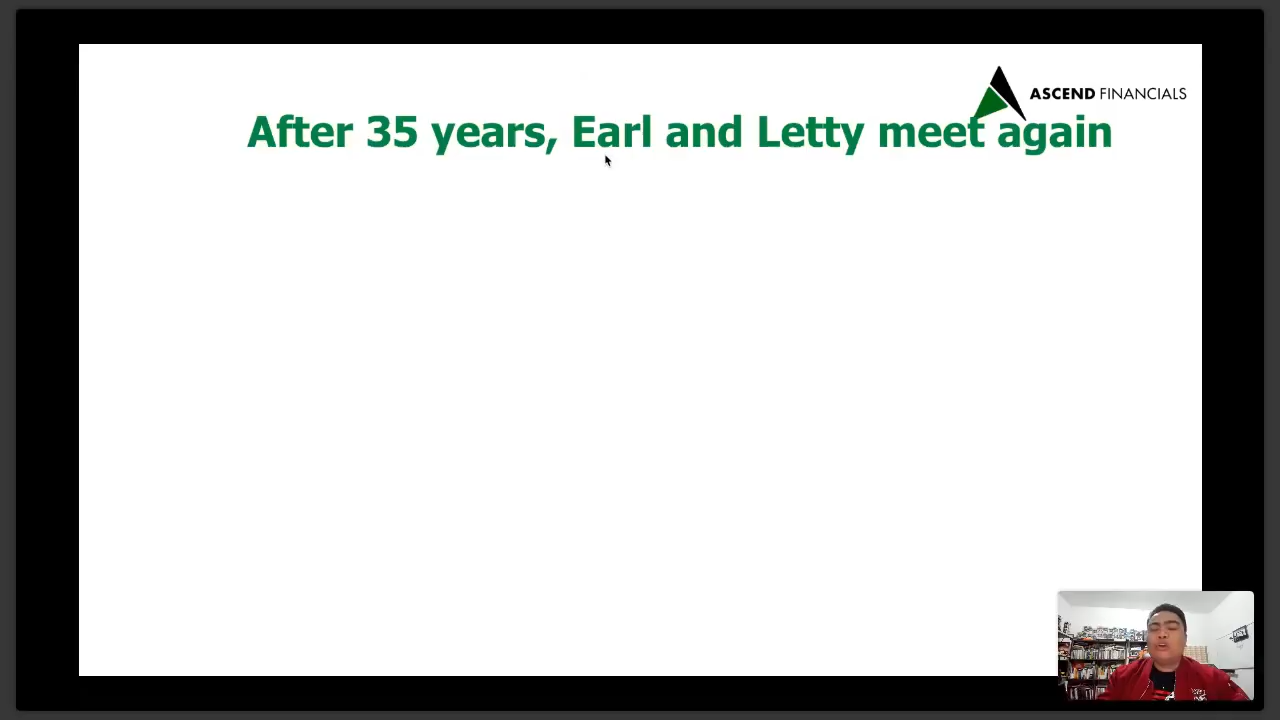 ASCEND FINANCIALS
After 35 years, Earl and Letty meet again